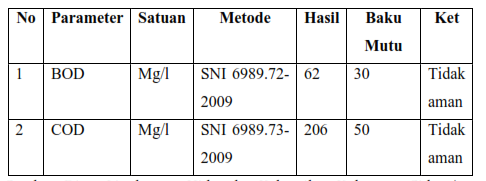 No Parameter Satuan Metode Hasil Baku Mutu Ket
1 BOD Mg/l SNI 6989.72-2009 62 30 Tidak aman
2 COD Mg/l SNI 6989.73-2009 206 50 Tidak aman